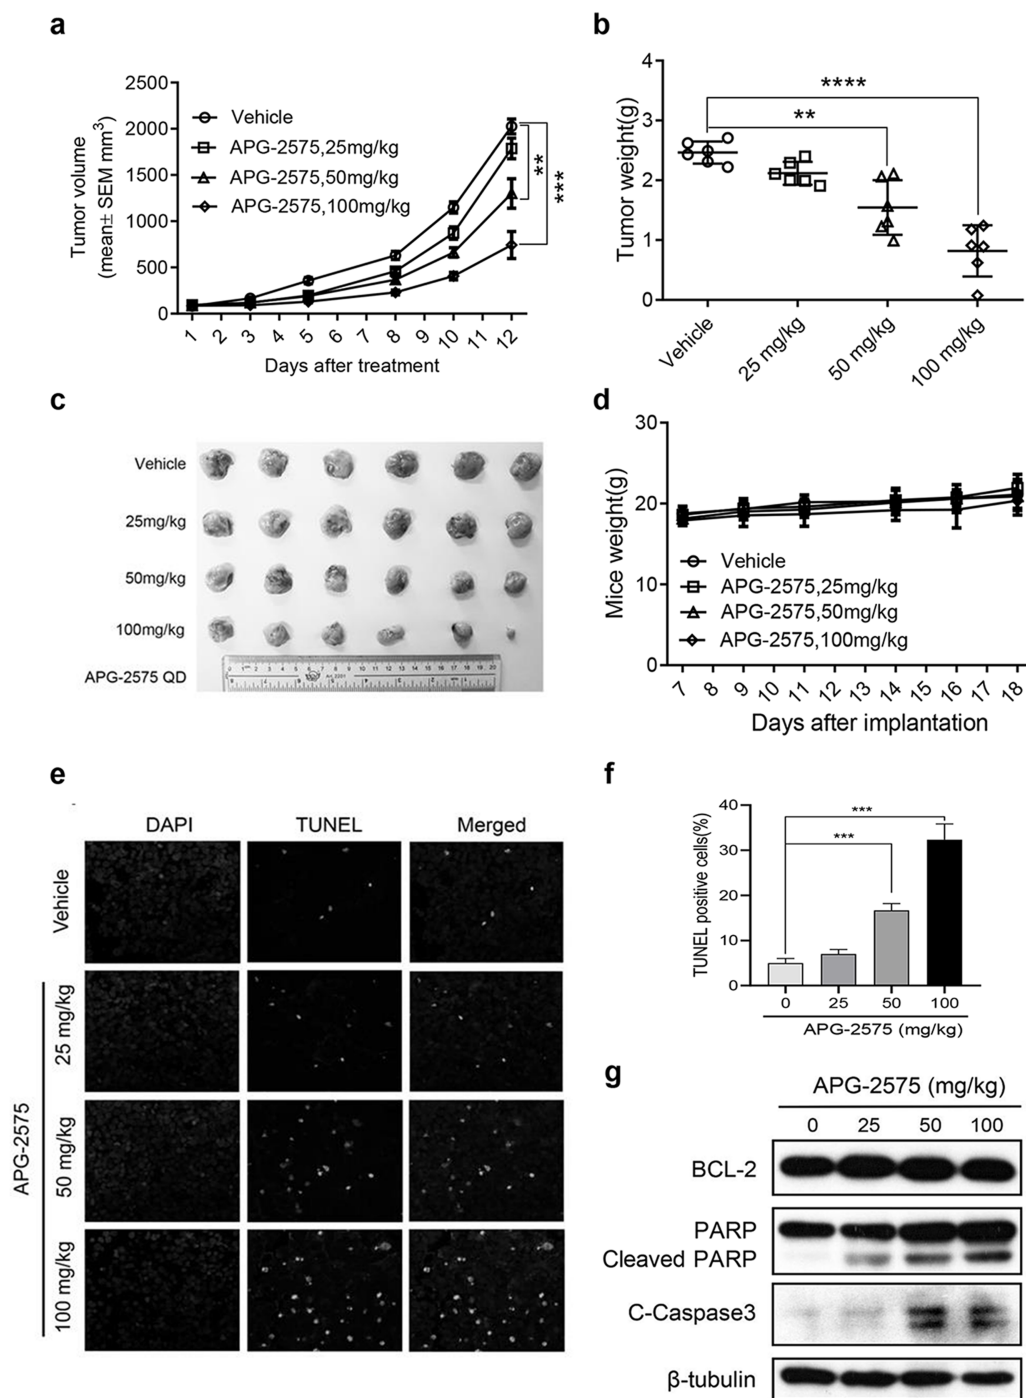 a
2500
2000
1500
1000
500
0
Tumor volume
(mean± SEM mm³)
Vehicle
APG-2575,25mg/kg
APG-2575,50mg/kg
APG-2575,100mg/kg
**
***
1 2 3 4 5 6 7 8 9 10 11 12
Days after treatment
b
4
3
2
1
0
Tumor weight(g)
****
**
Vehicle
25 mg/kg
50 mg/kg
100 mg/kg
c
Vehicle
25mg/kg
50mg/kg
100mg/kg
APG-2575 QD
d
30
20
10
0
Mice weight(g)
Vehicle
APG-2575,25mg/kg
APG-2575,50mg/kg
APG-2575,100mg/kg
7 8 9 10 11 12 13 14 15 16 17 18
Days after implantation
e
DAPI TUNEL Merged
Vehicle
APG-2575
25 mg/kg
50 mg/kg
100 mg/kg
f
40
30
20
10
0
TUNEL positive cells(%)
***
***
0 25 50 100
APG-2575 (mg/kg)
g
APG-2575 (mg/kg)
0 25 50 100
BCL-2
PARP
Cleaved PARP
C-Caspase3
β-tubulin